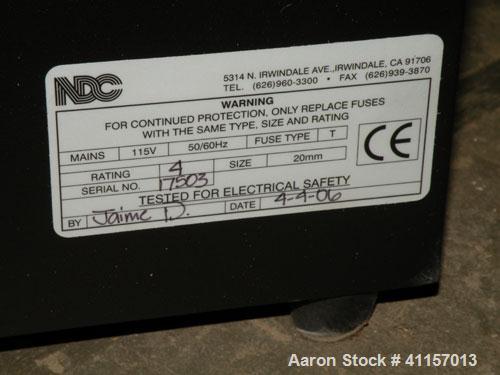 NDC
5314 N. IRWINDALE AVE.,IRWINDALE, CA 91706
TEL. (626)960-3300 • FAX (626)939-3870
WARNING
FOR CONTINUED PROTECTION, ONLY REPLACE FUSES
WITH THE SAME TYPE, SIZE AND RATING
MAINS 115V 50/60Hz FUSE TYPE T
RATING 4 SIZE 20mm
SERIAL NO. 17503
CE
TESTED FOR ELECTRICAL SAFETY
BY Jaime D. DATE 4-4-06
Aaron Stock # 41157013